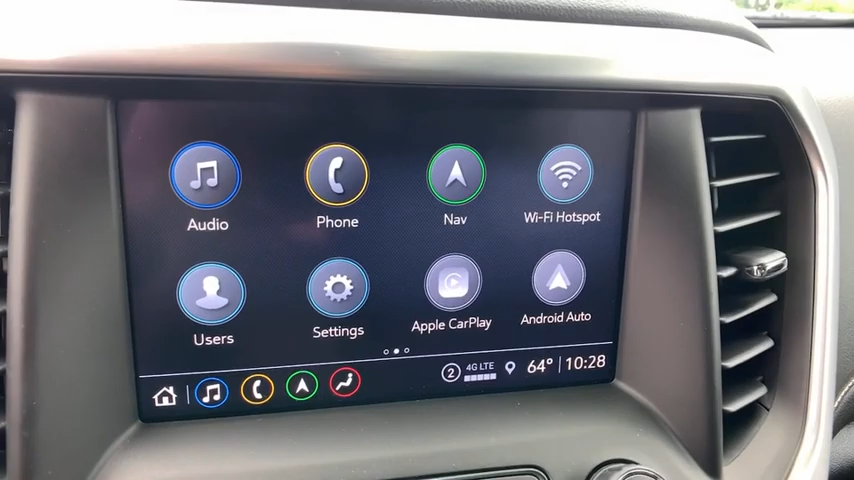 Audio Phone Nav Wi-Fi Hotspot
Users Settings Apple CarPlay Android Auto
2 4G LTE 64° 10:28